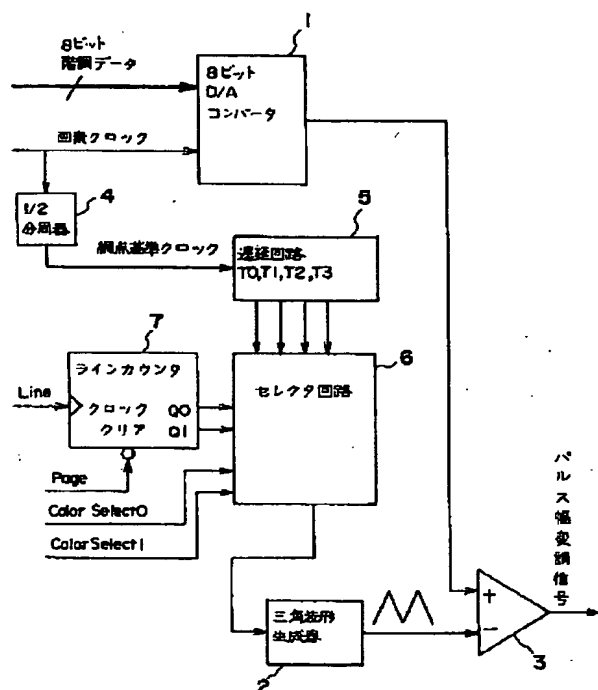 1
8ビット
階調データ
8ビット
D/A
コンバータ
画素クロック
4
1/2
分周器
5
網点基準クロック
遅延回路
T0,T1,T2,T3
7
6
ラインカウンタ
セレクタ回路
Line
クロック Q0
クリア Q1
Page
Color Select0
ColorSelect1
パルス幅変調信号
三角波形
生成器
+
−
2
3